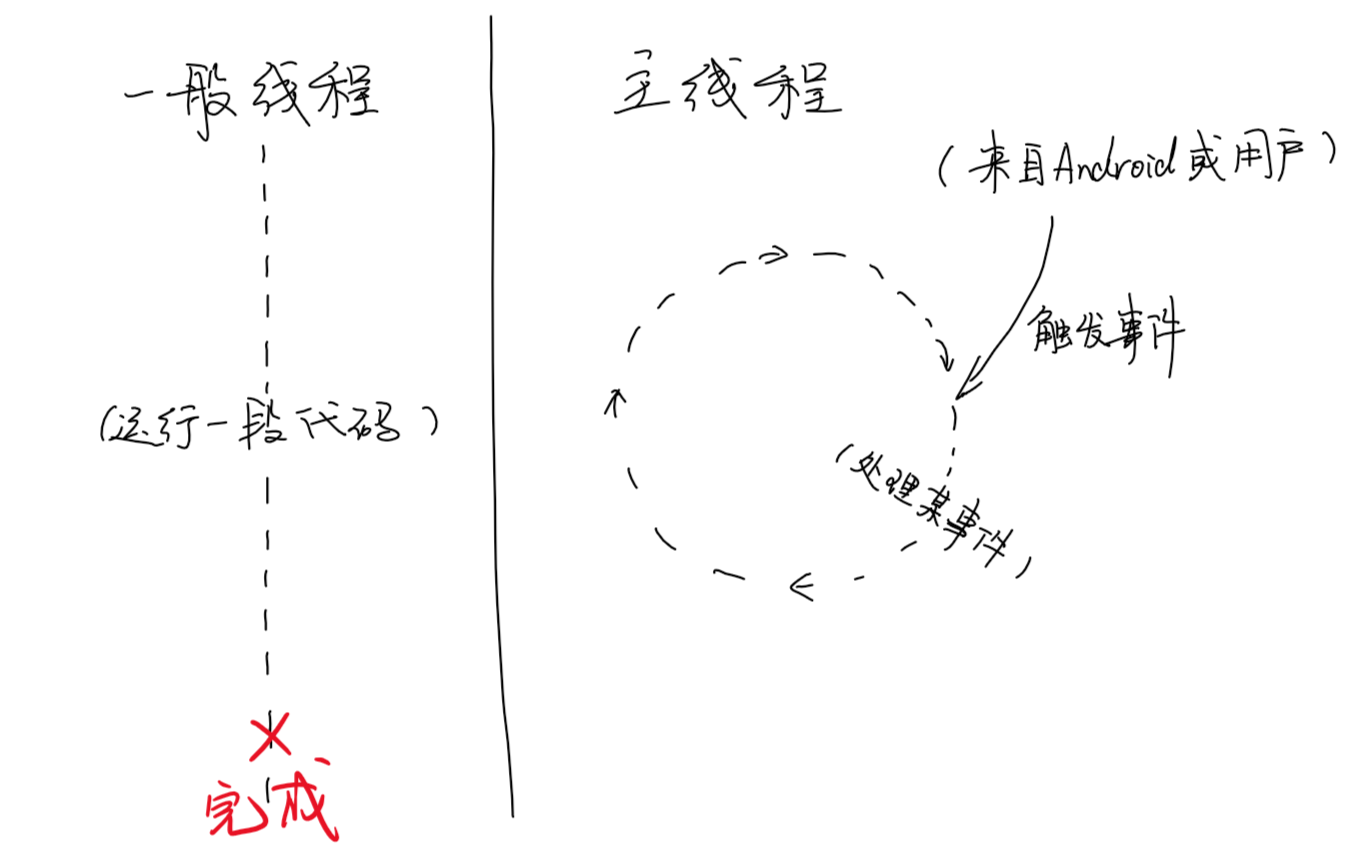 一般线程
(运行一段代码)
完成
主线程
(来自Android或用户)
触发事件
(处理某事件)